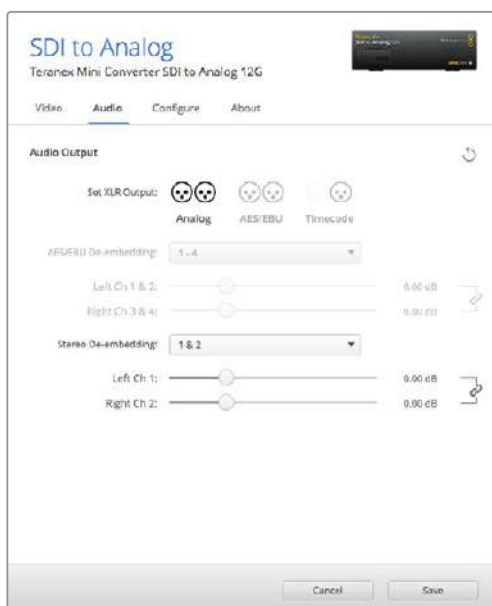 SDI to Analog
Teranex Mini Converter SDI to Analog 12G
Video Audio Configure About
Audio Output
Set XLR Output:
Analog AES/EBU Timecode
AES/EBU De-embedding: 1 - 4
Left Ch 1 & 2: 0.00 dB
Right Ch 3 & 4: 0.00 dB
Stereo De-embedding: 1 & 2
Left Ch 1: 0.00 dB
Right Ch 2: 0.00 dB
Cancel Save